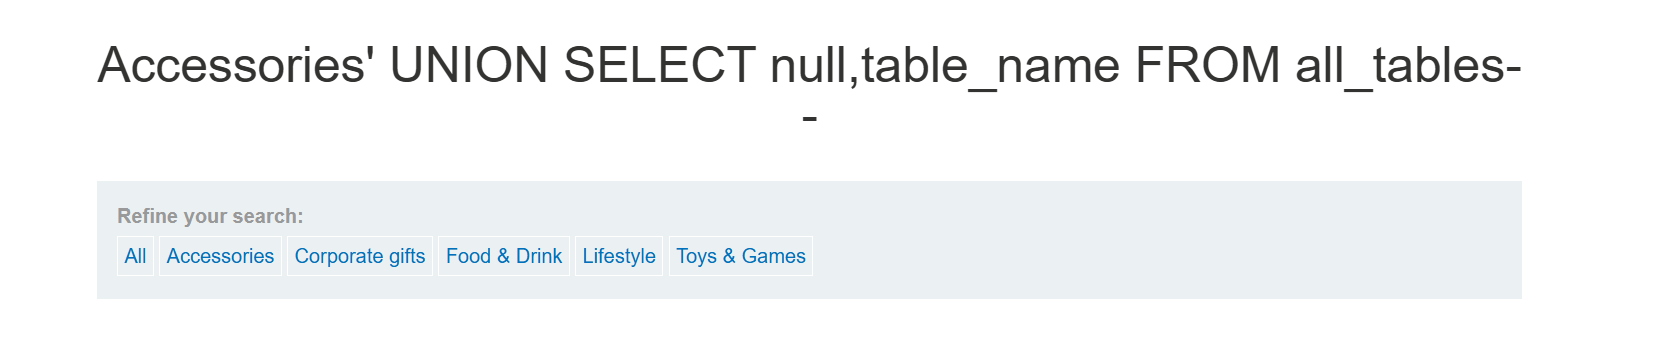 Accessories' UNION SELECT null,table_name FROM all_tables-
-
Refine your search:
All Accessories Corporate gifts Food & Drink Lifestyle Toys & Games